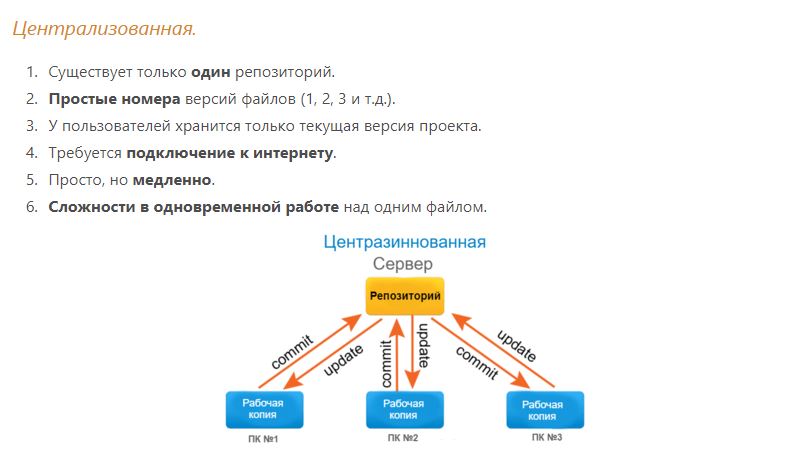 Централизованная.
1. Существует только один репозиторий.
2. Простые номера версий файлов (1, 2, 3 и т.д.).
3. У пользователей хранится только текущая версия проекта.
4. Требуется подключение к интернету.
5. Просто, но медленно.
6. Сложности в одновременной работе над одним файлом.
Центразиннованная
Сервер
Репозиторий
commit
update
commit
update
commit
update
Рабочая
копия
ПК №1
Рабочая
копия
ПК №2
Рабочая
копия
ПК №3